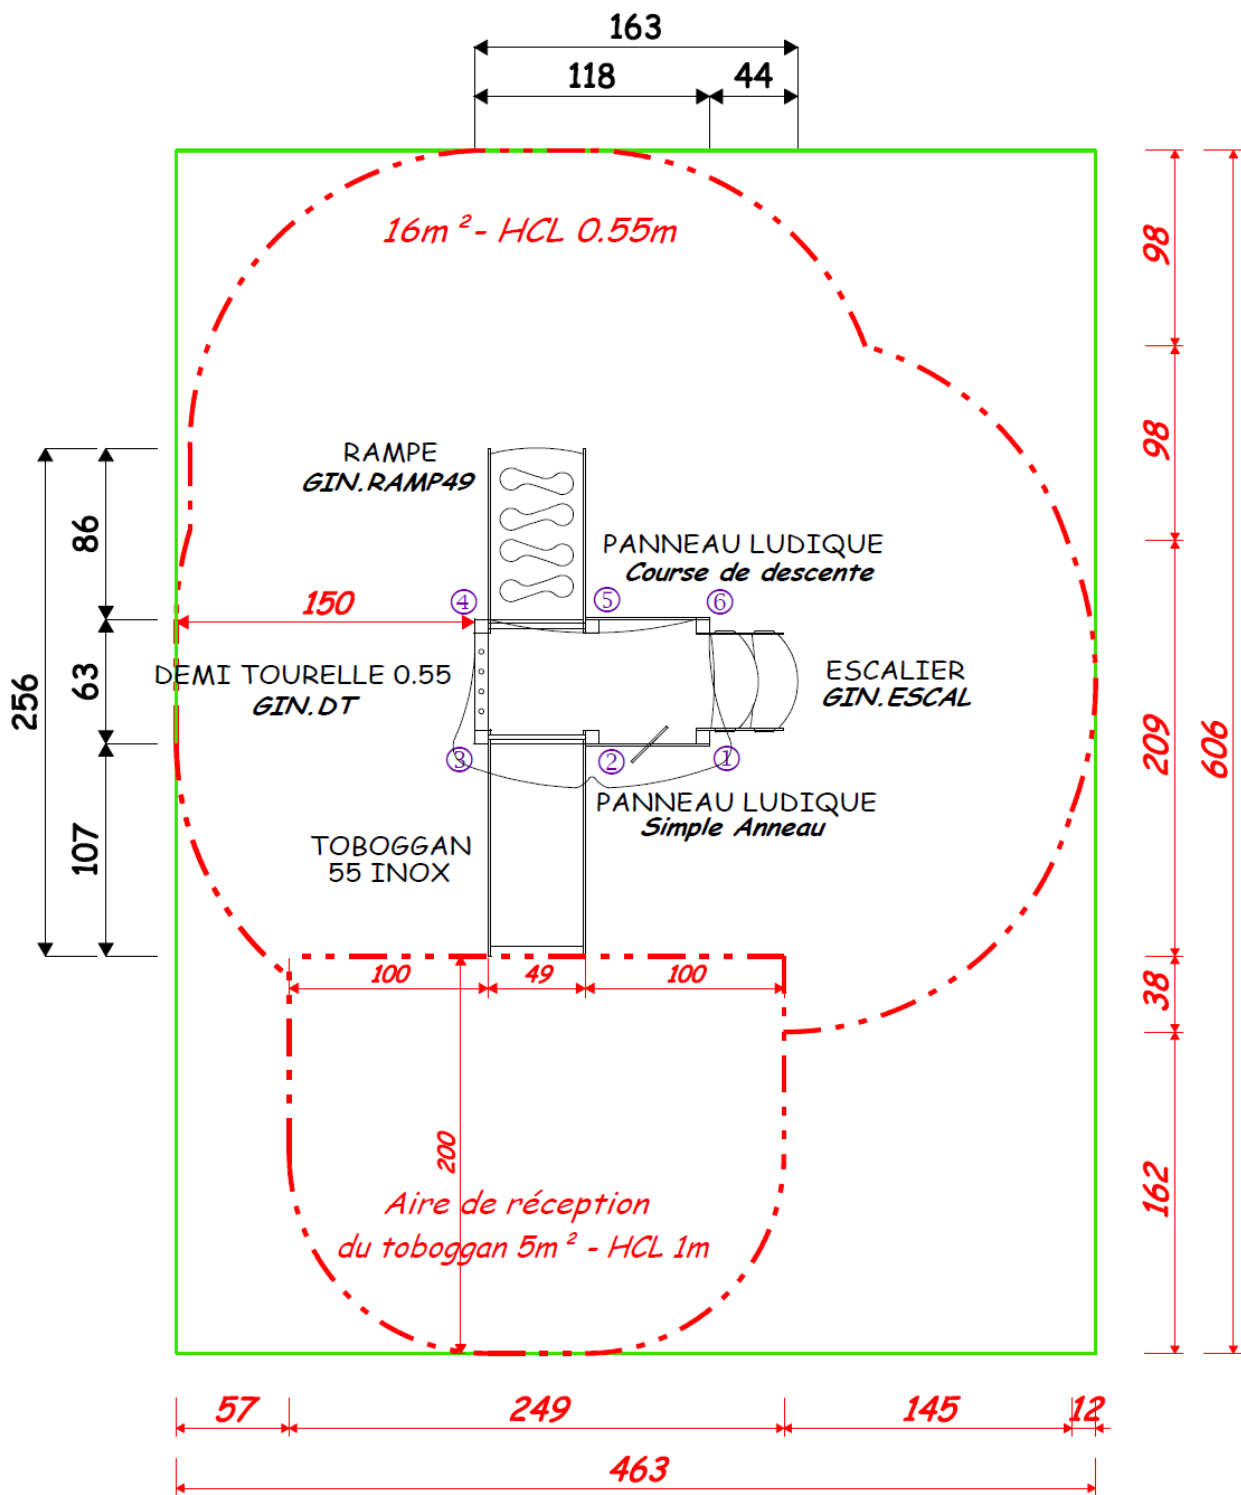 163
118
44
16m² - HCL 0.55m
98
98
RAMPE
GIN.RAMP49
86
PANNEAU LUDIQUE
Course de descente
150
④
⑤
⑥
256
63
DEMI TOURELLE 0.55
GIN.DT
ESCALIER
GIN.ESCAL
209
606
③
②
①
PANNEAU LUDIQUE
Simple Anneau
107
TOBOGGAN
55 INOX
100
49
100
38
200
162
Aire de réception
du toboggan 5m² - HCL 1m
57
249
145
12
463